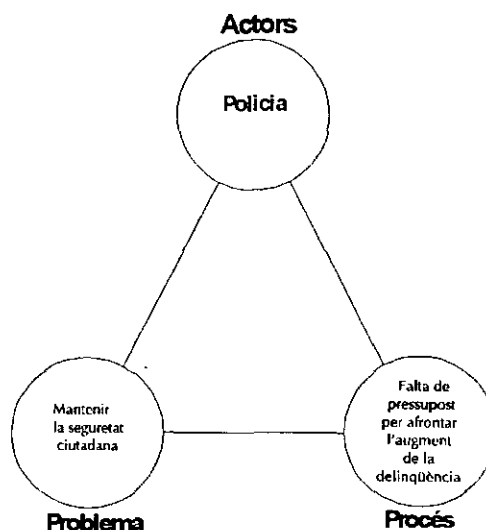 Actors
Policia
Mantenir
la seguretat
ciutadana
Falta de
pressupost
per afrontar
l'augment
de la
delinqüència
Problema
Procés